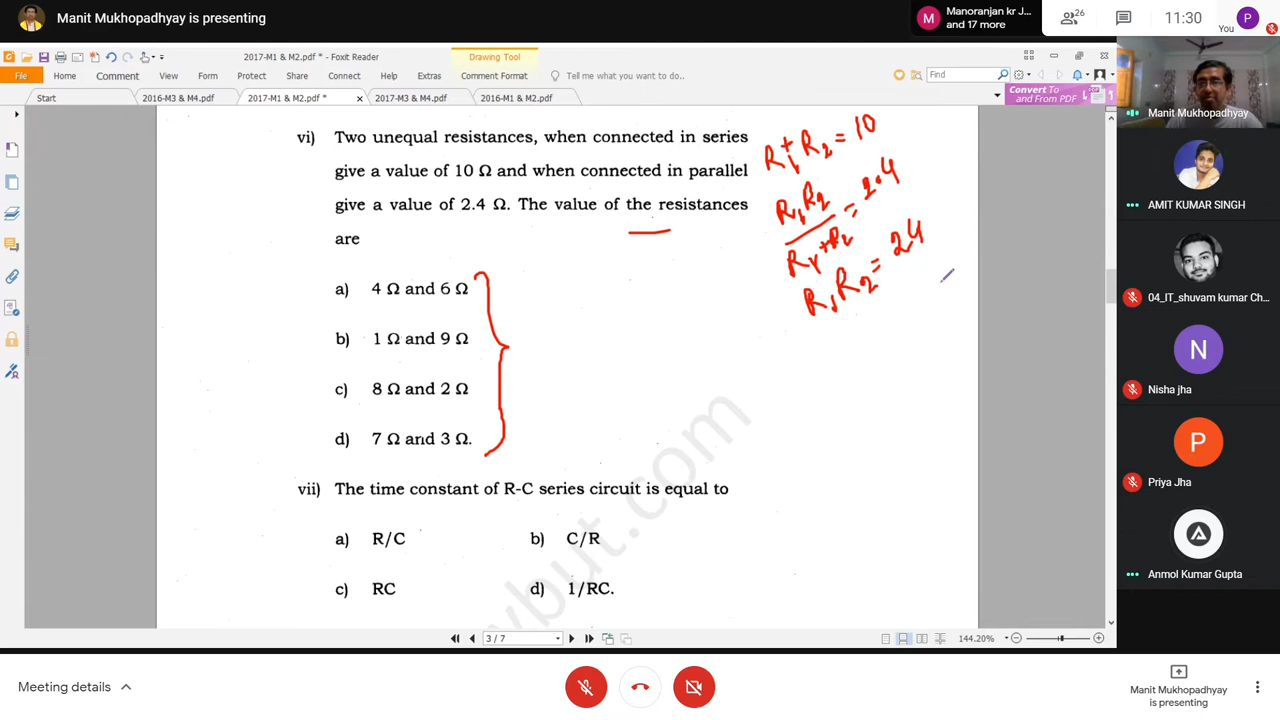 Manit Mukhopadhyay is presenting
Manoranjan kr J...
and 17 more
26
11:30
You
P
M
2017-M1 & M2.pdf * - Foxit Reader
Drawing Tool
File
Home
Comment
View
Form
Protect
Share
Connect
Help
Extras
Comment Format
Tell me what you want to do..
Find
Start
2016-M3 & M4.pdf
2017-M1 & M2.pdf *
2017-M3 & M4.pdf
2016-M1 & M2.pdf
Convert To
and From PDF
vi) Two unequal resistances, when connected in series
give a value of 10 Ω and when connected in parallel
give a value of 2.4 Ω. The value of the resistances
are
a) 4 Ω and 6 Ω
b) 1 Ω and 9 Ω
c) 8 Ω and 2 Ω
d) 7 Ω and 3 Ω.
R1+R2=10
R1R2
/R1+R2=2.4
R1R2=24
vii) The time constant of R-C series circuit is equal to
a) R/C b) C/R
c) RC d) 1/RC.
vbut.com
3 / 7
144.20%
Manit Mukhopadhyay
AMIT KUMAR SINGH
04_IT_shuvam kumar Ch...
N
Nisha jha
P
Priya Jha
Anmol Kumar Gupta
Meeting details
Manit Mukhopadhyay
is presenting